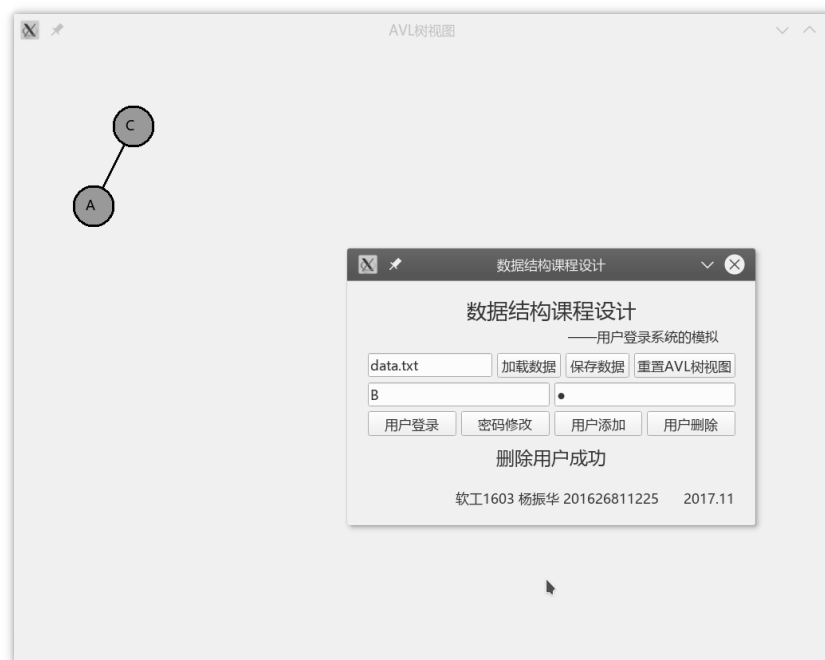 AVL树视图
C
A
数据结构课程设计
数据结构课程设计
——用户登录系统的模拟
data.txt 加载数据 保存数据 重置AVL树视图
B ●
用户登录 密码修改 用户添加 用户删除
删除用户成功
软工1603 杨振华 201626811225 2017.11